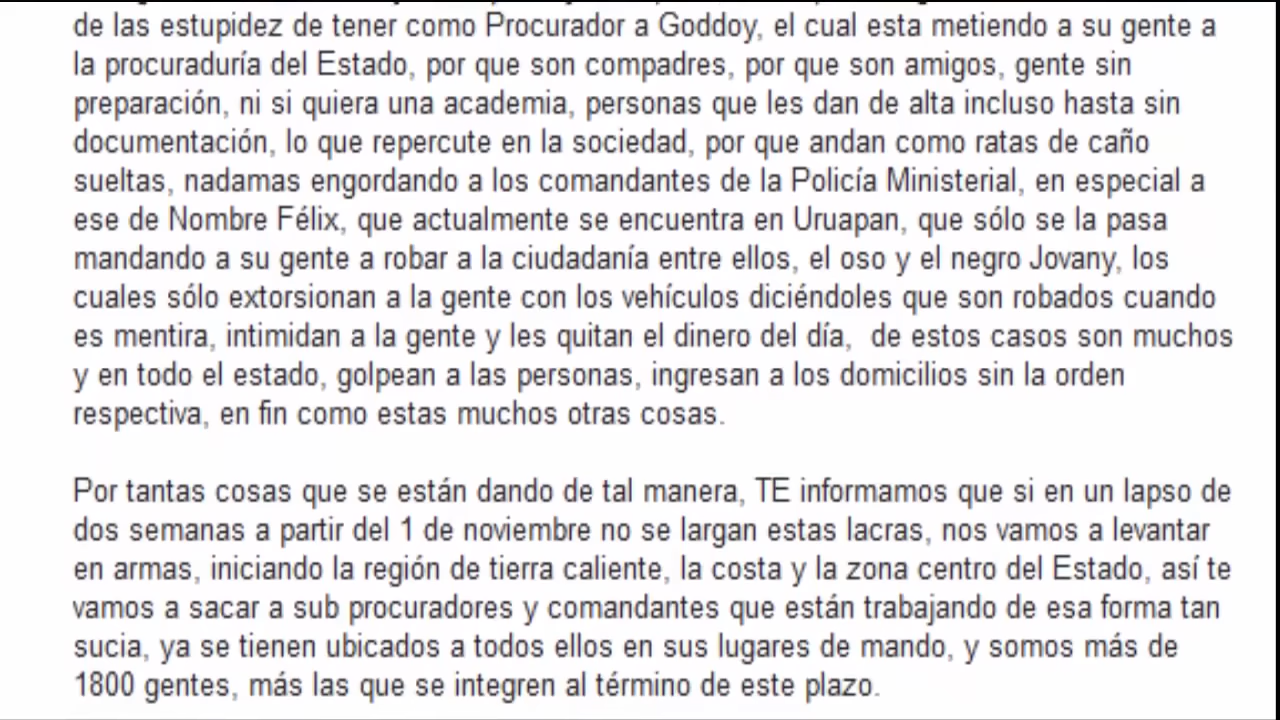 de las estupidez de tener como Procurador a Goddoy, el cual esta metiendo a su gente a
la procuraduría del Estado, por que son compadres, por que son amigos, gente sin
preparación, ni si quiera una academia, personas que les dan de alta incluso hasta sin
documentación, lo que repercute en la sociedad, por que andan como ratas de caño
sueltas, nadamas engordando a los comandantes de la Policía Ministerial, en especial a
ese de Nombre Félix, que actualmente se encuentra en Uruapan, que sólo se la pasa
mandando a su gente a robar a la ciudadanía entre ellos, el oso y el negro Jovany, los
cuales sólo extorsionan a la gente con los vehículos diciéndoles que son robados cuando
es mentira, intimidan a la gente y les quitan el dinero del día,  de estos casos son muchos
y en todo el estado, golpean a las personas, ingresan a los domicilios sin la orden
respectiva, en fin como estas muchos otras cosas.
Por tantas cosas que se están dando de tal manera, TE informamos que si en un lapso de
dos semanas a partir del 1 de noviembre no se largan estas lacras, nos vamos a levantar
en armas, iniciando la región de tierra caliente, la costa y la zona centro del Estado, así te
vamos a sacar a sub procuradores y comandantes que están trabajando de esa forma tan
sucia, ya se tienen ubicados a todos ellos en sus lugares de mando, y somos más de
1800 gentes, más las que se integren al término de este plazo.